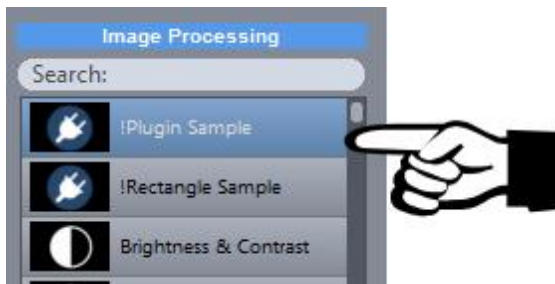 Image Processing
Search:
!Plugin Sample
!Rectangle Sample
Brightness & Contrast